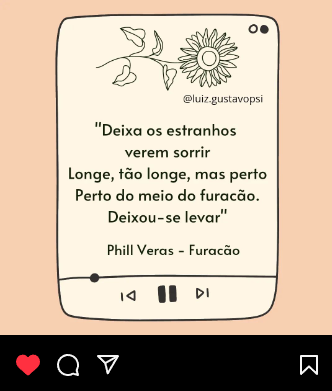 @luiz.gustavopsi
"Deixa os estranhos
verem sorrir
Longe, tão longe, mas perto
Perto do meio do furacão.
Deixou-se levar"
Phill Veras - Furacão